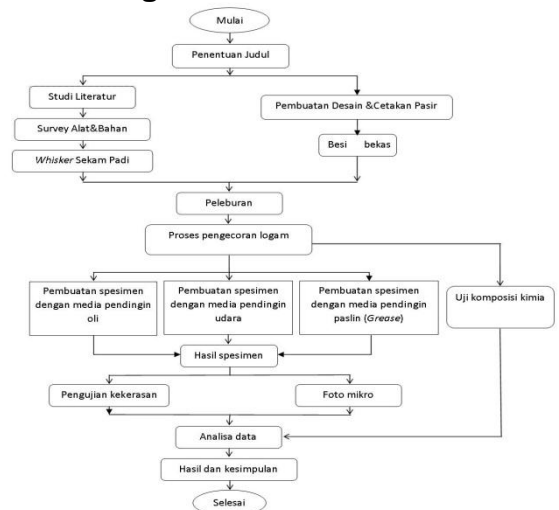 Mulai
Penentuan Judul
Studi Literatur
Pembuatan Desain &Cetakan Pasir
Survey Alat&Bahan
Besi bekas
Whisker Sekam Padi
Peleburan
Proses pengecoran logam
Pembuatan spesimen
dengan media pendingin
oli
Pembuatan spesimen
dengan media pendingin
udara
Pembuatan spesimen
dengan media pendingin
paslin (Grease)
Uji komposisi kimia
Hasil spesimen
Pengujian kekerasan
Foto mikro
Analisa data
Hasil dan kesimpulan
Selesai